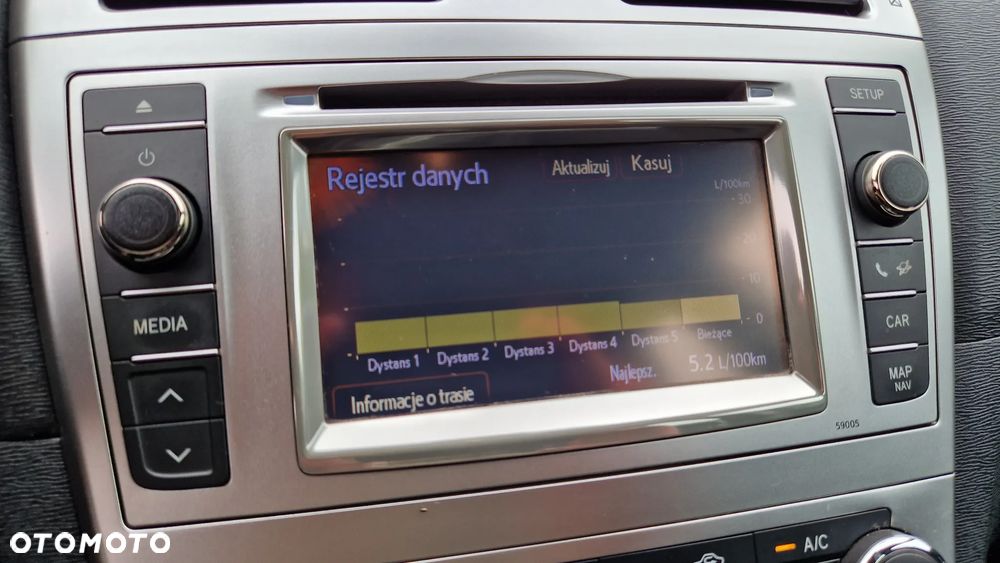 SETUP
MEDIA
CAR
MAP
NAV
59005
A/C
Rejestr danych
Aktualizuj
Kasuj
L/100km
30
20
10
0
Dystans 1
Dystans 2
Dystans 3
Dystans 4
Dystans 5
Bieżące
Najlepsz.
5.2 L/100km
Informacje o trasie
OTOMOTO